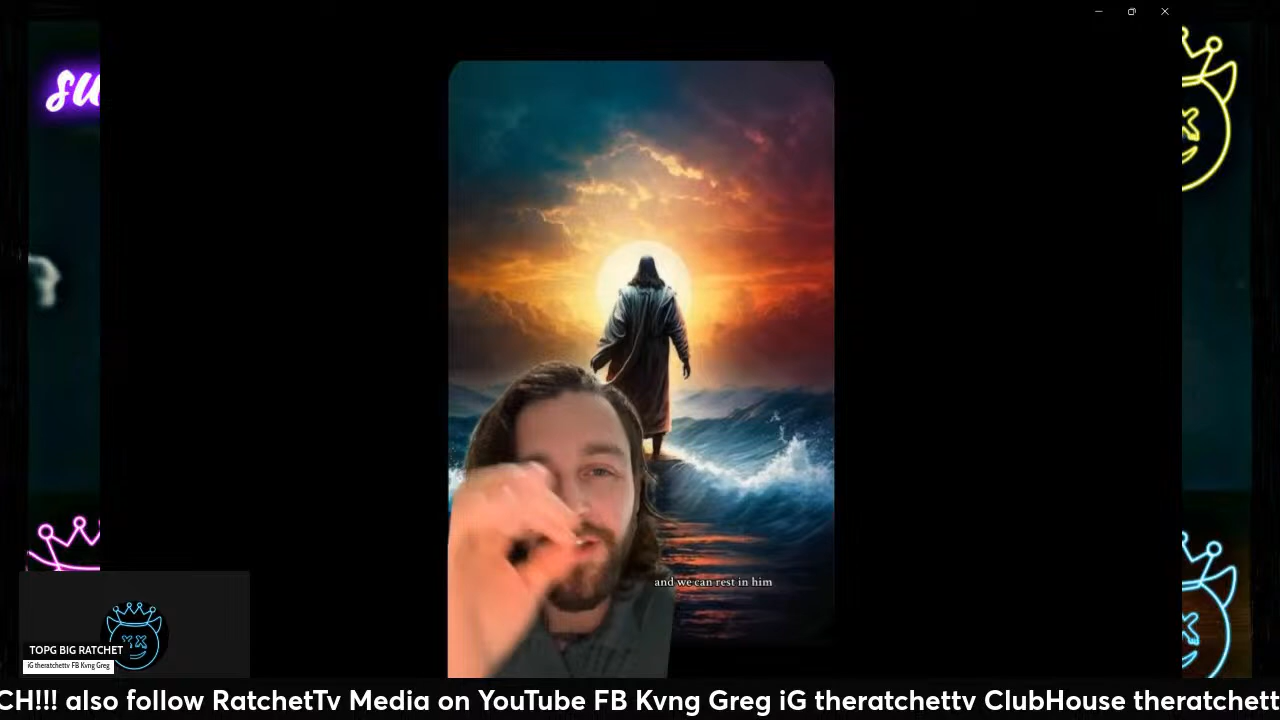 su
and we can rest in him
TOPG BIG RATCHET
iG theratchettv FB Kvng Greg
CH!!! also follow RatchetTv Media on YouTube FB Kvng Greg iG theratchettv ClubHouse theratchett